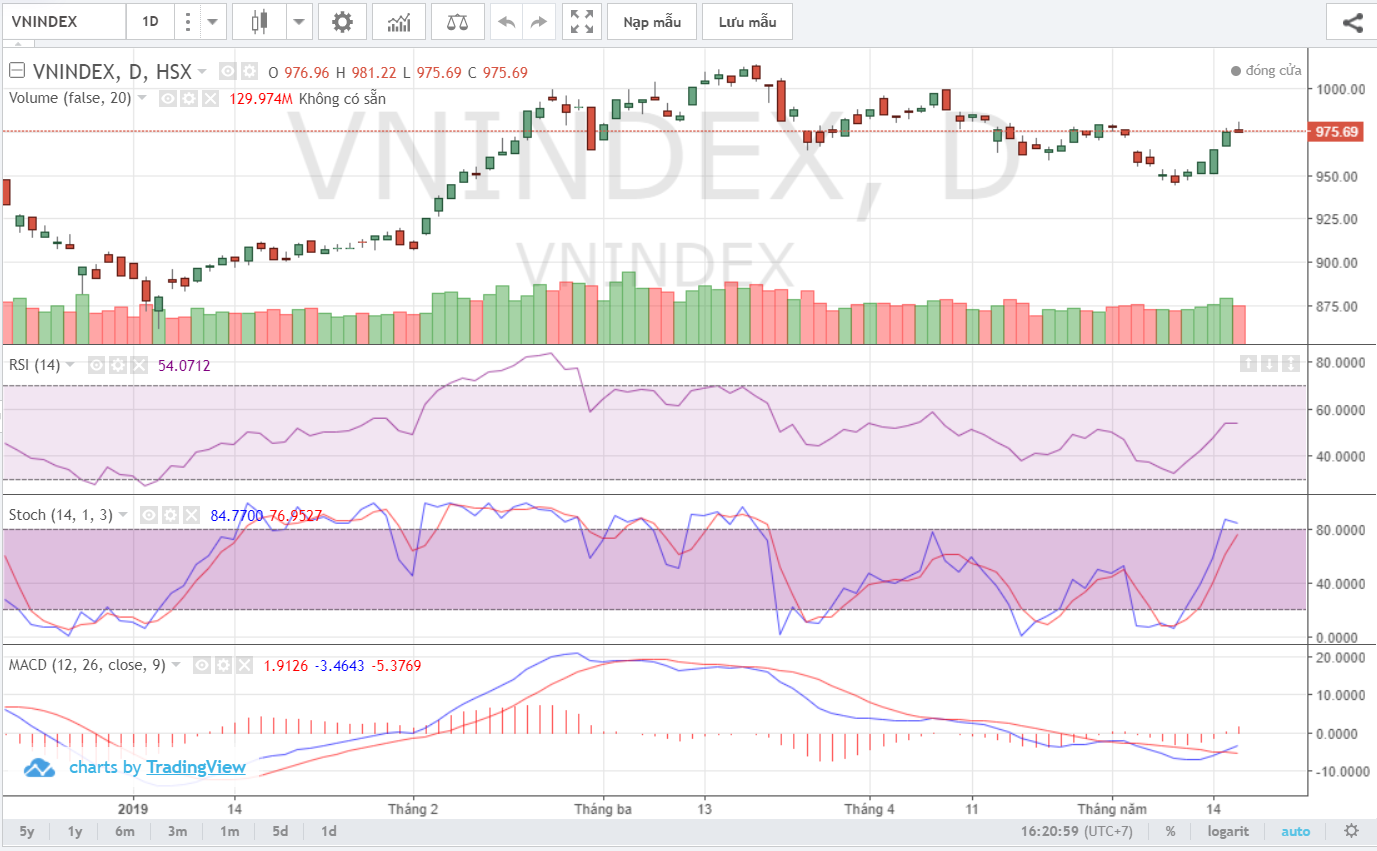 VNINDEX 1D Nạp mẫu Lưu mẫu
VNINDEX, D, HSX O 976.96 H 981.22 L 975.69 C 975.69
đóng cửa
Volume (false, 20) 129.974M Không có sẵn
VNINDEX, D
VNINDEX
1000.00
975.69
950.00
925.00
900.00
875.00
RSI (14) 54.0712
80.0000
60.0000
40.0000
Stoch (14, 1, 3) 84.7700 76.9527
80.0000
40.0000
0.0000
MACD (12, 26, close, 9) 1.9126 -3.4643 -5.3769
20.0000
10.0000
0.0000
-10.0000
charts by TradingView
2019 14 Tháng 2 Tháng ba 13 Tháng 4 11 Tháng năm 14
5y 1y 6m 3m 1m 5d 1d 16:20:59 (UTC+7) % logarit auto